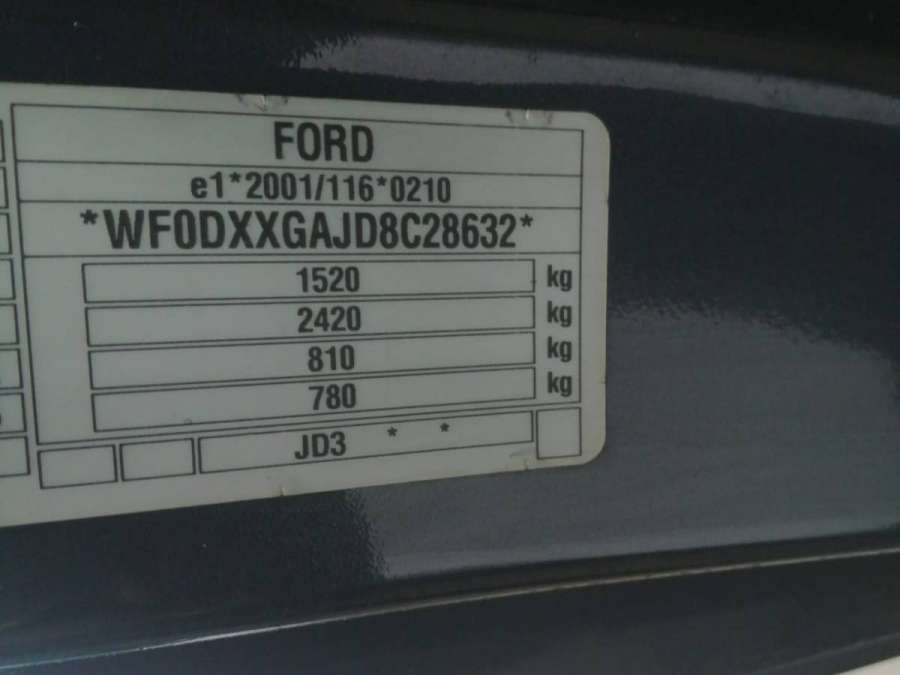 FORD
e1*2001/116*0210
*WF0DXXGAJD8C28632*
1520 kg
2420 kg
810 kg
780 kg
JD3 * *